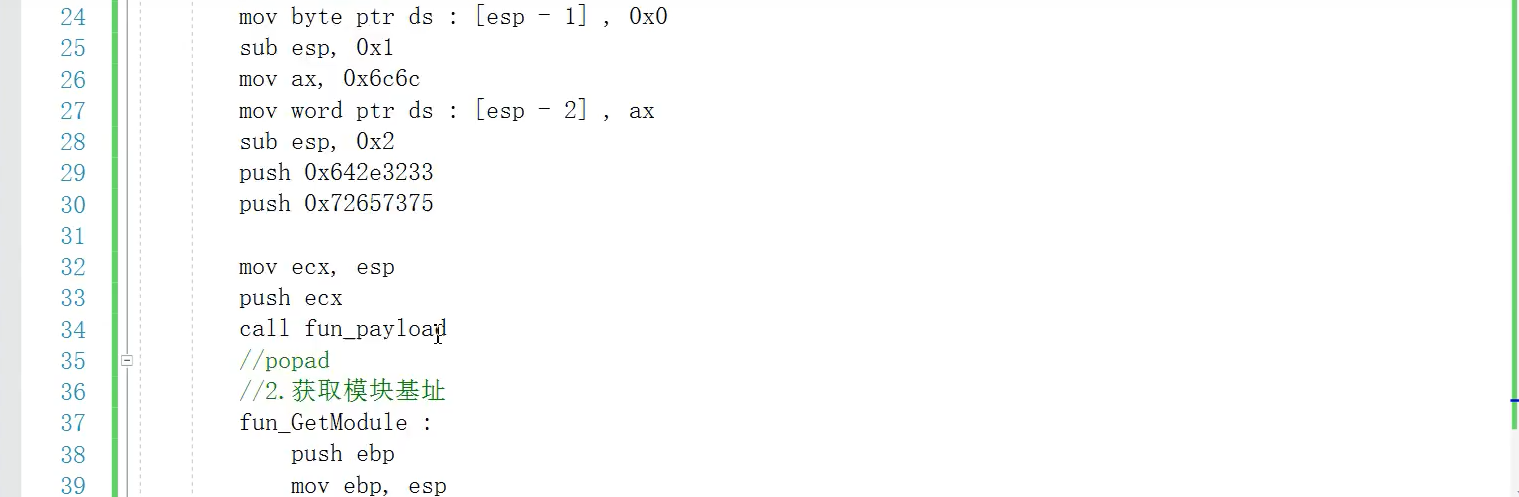 24 mov byte ptr ds : [esp - 1] , 0x0
25 sub esp, 0x1
26 mov ax, 0x6c6c
27 mov word ptr ds : [esp - 2] , ax
28 sub esp, 0x2
29 push 0x642e3233
30 push 0x72657375
31
32 mov ecx, esp
33 push ecx
34 call fun_payload
35 //popad
36 //2.获取模块基址
37 fun_GetModule :
38 push ebp
39 mov ebp, esp